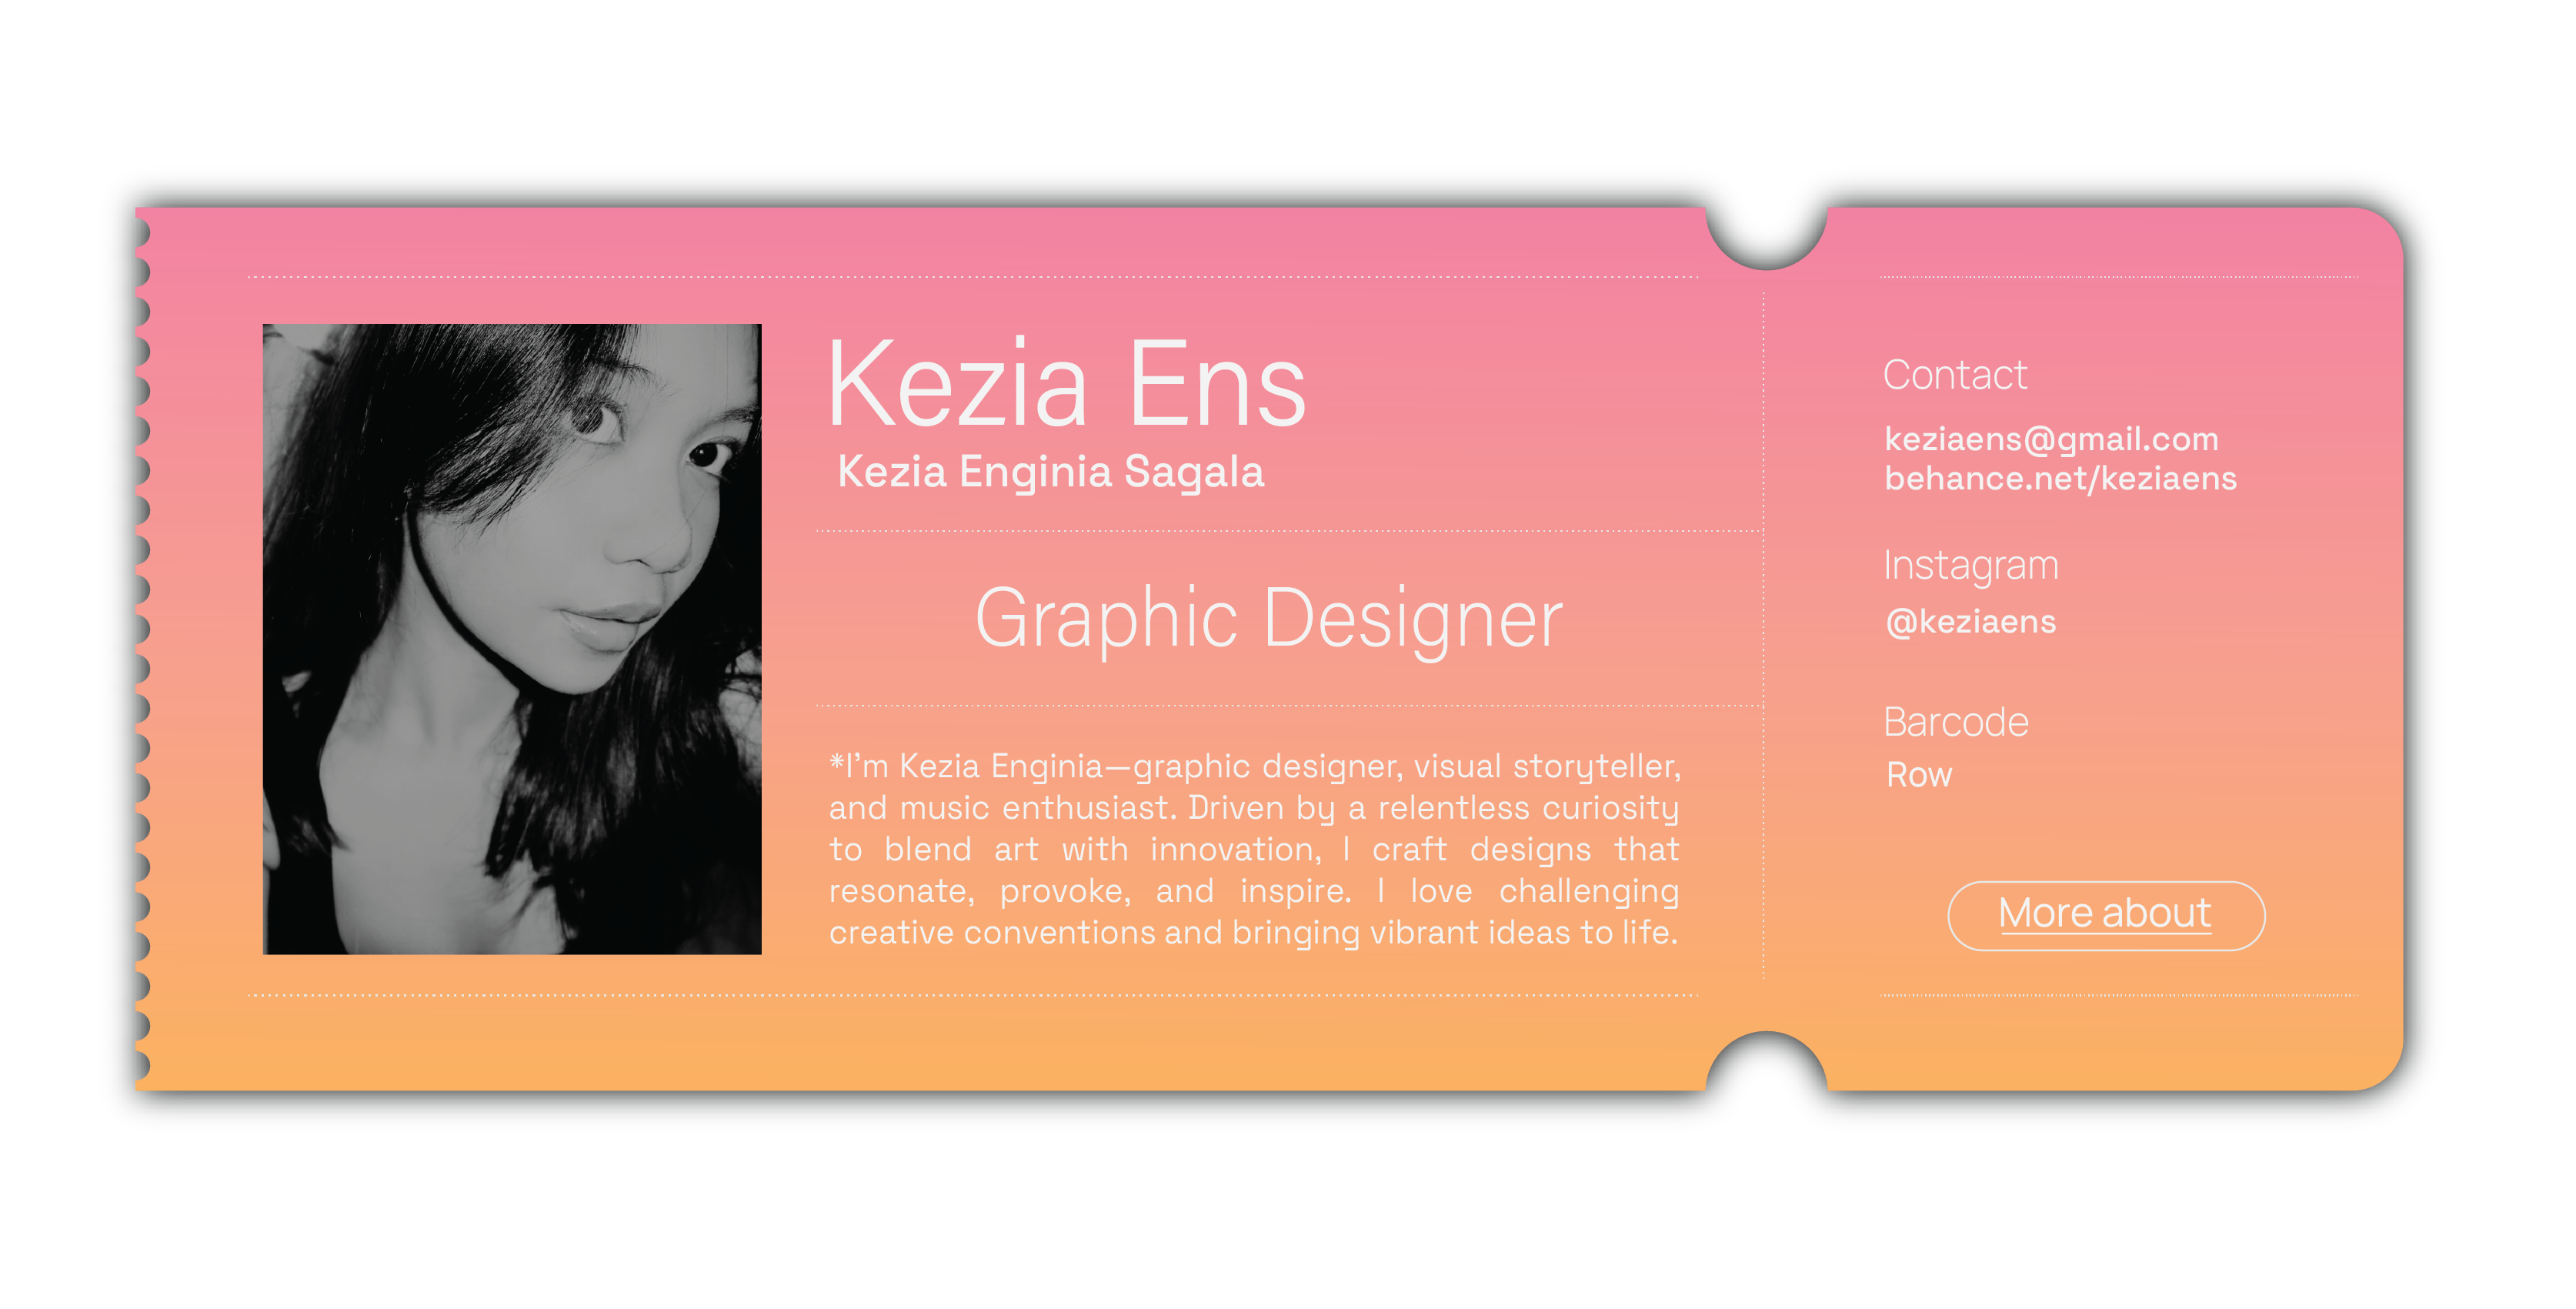 Kezia Ens
Kezia Enginia Sagala
Graphic Designer
*I'm Kezia Enginia—graphic designer, visual storyteller,
and music enthusiast. Driven by a relentless curiosity
to blend art with innovation, I craft designs that
resonate, provoke, and inspire. I love challenging
creative conventions and bringing vibrant ideas to life.
Contact
keziaens@gmail.com
behance.net/keziaens
Instagram
@keziaens
Barcode
Row
More about